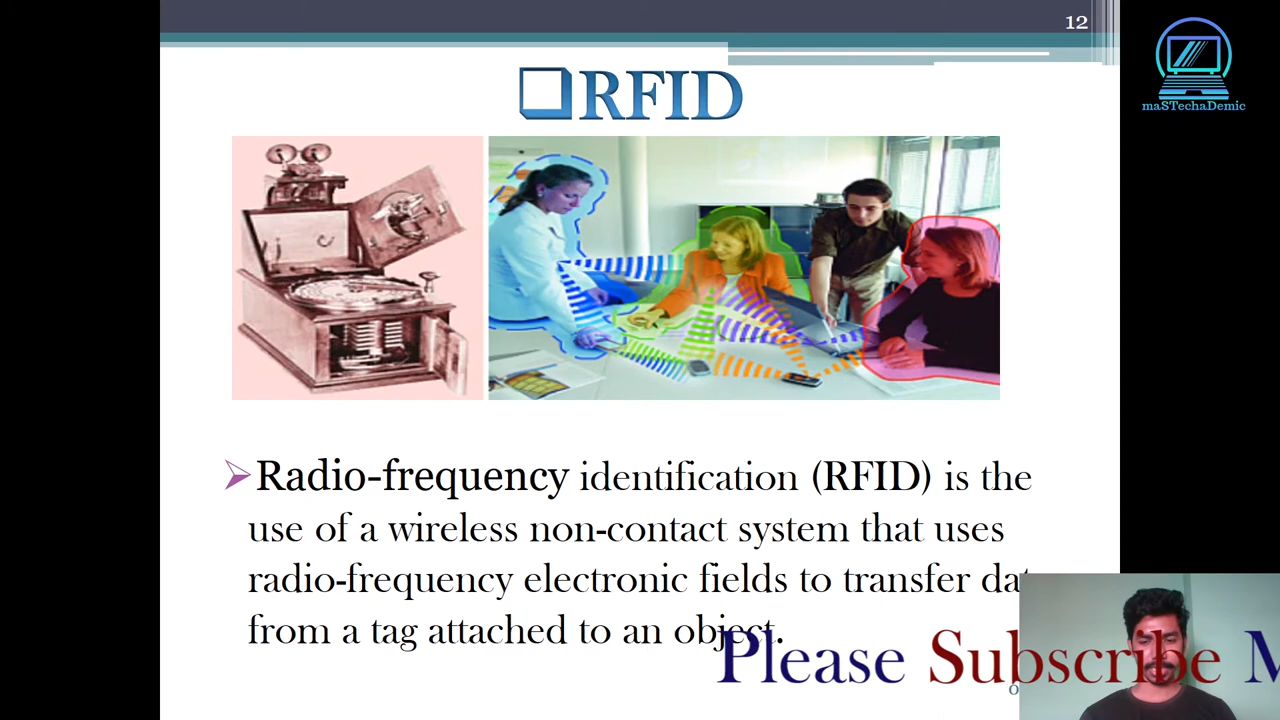 12
maSTechaDemic
RFID
Radio-frequency identification (RFID) is the
use of a wireless non-contact system that uses
radio-frequency electronic fields to transfer
from a tag attached to an object.
Please Subscribe M